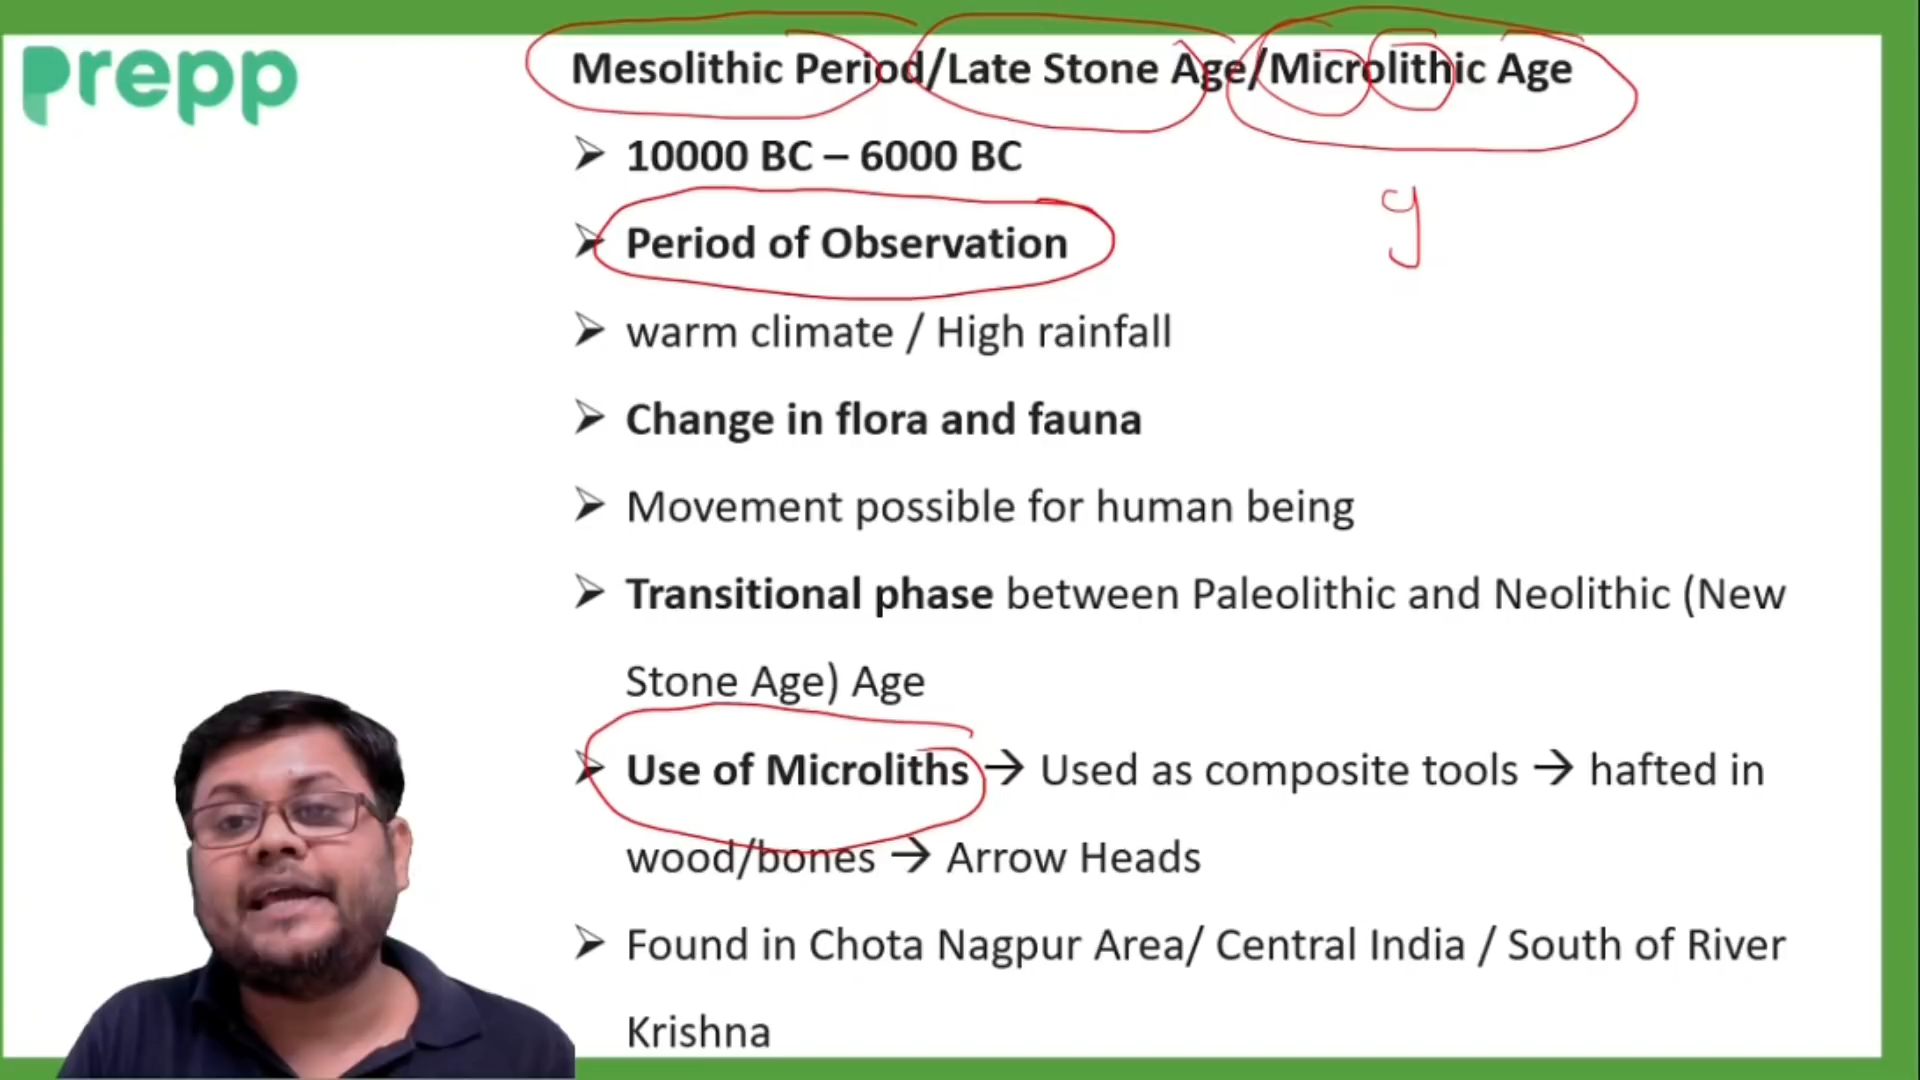 prepp
Mesolithic Period/Late Stone Age/Microlithic Age
➤ 10000 BC – 6000 BC
g
➤ Period of Observation
➤ warm climate / High rainfall
➤ Change in flora and fauna
➤ Movement possible for human being
➤ Transitional phase between Paleolithic and Neolithic (New
Stone Age) Age
➤ Use of Microliths → Used as composite tools → hafted in
wood/bones → Arrow Heads
➤ Found in Chota Nagpur Area/ Central India / South of River
Krishna